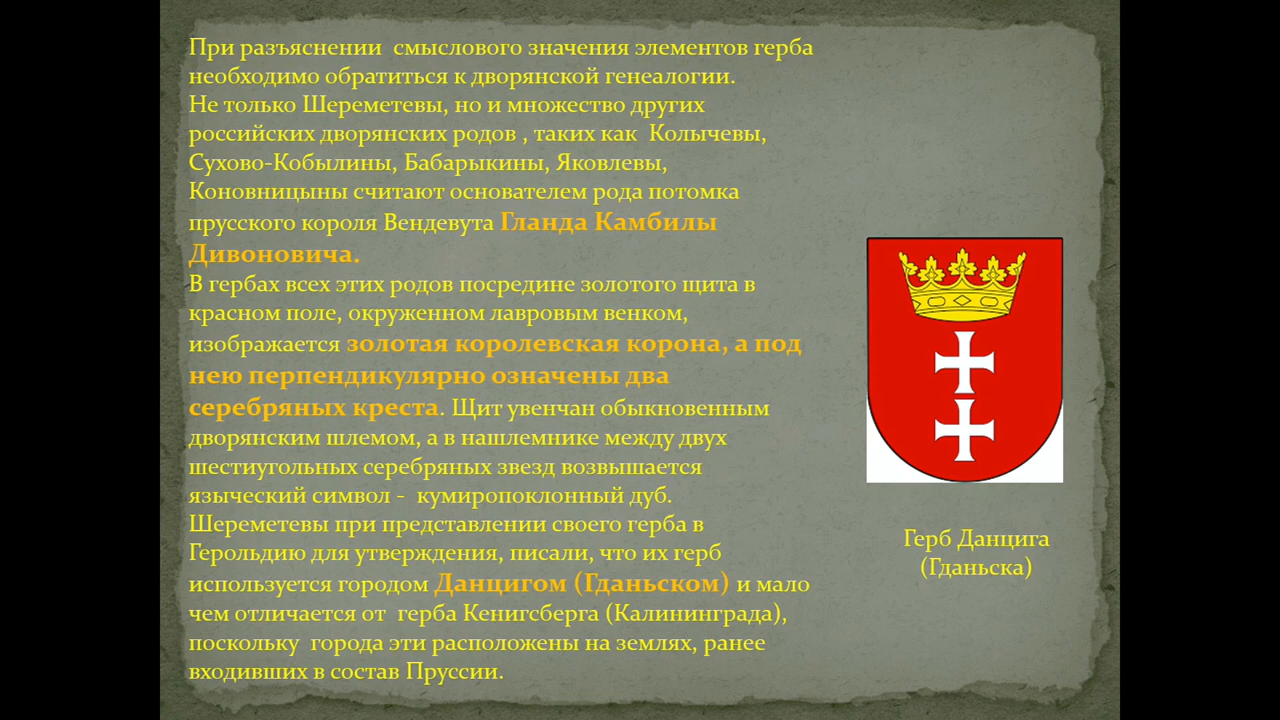 При разъяснении смыслового значения элементов герба
необходимо обратиться к дворянской генеалогии.
Не только Шереметевы, но и множество других
российских дворянских родов , таких как Колычевы,
Сухово-Кобылины, Бабарыкины, Яковлевы,
Коновницыны считают основателем рода потомка
прусского короля Вендевута Гланда Камбилы
Дивоновича.
В гербах всех этих родов посредине золотого щита в
красном поле, окруженном лавровым венком,
изображается золотая королевская корона, а под
нею перпендикулярно означены два
серебряных креста. Щит увенчан обыкновенным
дворянским шлемом, а в нашлемнике между двух
шестиугольных серебряных звезд возвышается
языческий символ - кумиропоклонный дуб.
Шереметевы при представлении своего герба в
Герольдию для утверждения, писали, что их герб
используется городом Данцигом (Гданьском) и мало
чем отличается от герба Кенигсберга (Калининграда),
поскольку города эти расположены на землях, ранее
входивших в состав Пруссии.
Герб Данцига
(Гданьска)